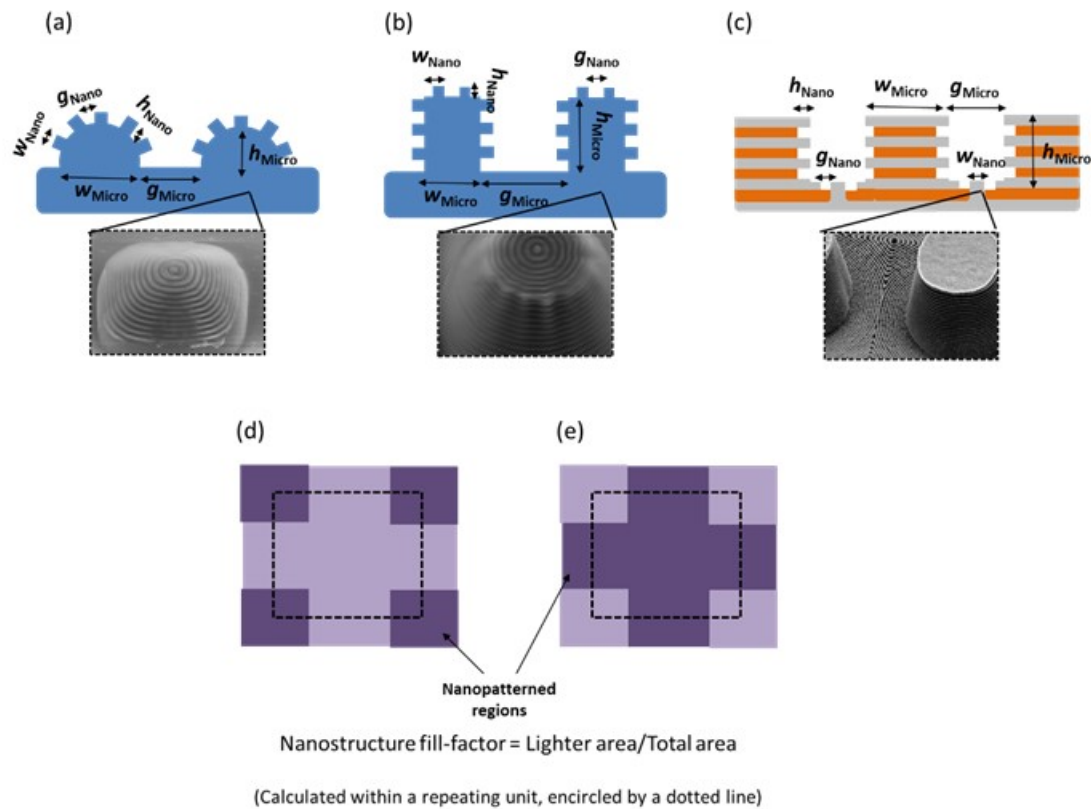 (a)
(b)
(c)
wNano
gNano
hNano
hMicro
wMicro
gMicro
wNano
gNano
hNano
hMicro
wMicro
gMicro
hNano
wMicro
gMicro
gNano
wNano
hMicro
(d)
(e)
Nanopatterned
regions
Nanostructure fill-factor = Lighter area/Total area
(Calculated within a repeating unit, encircled by a dotted line)